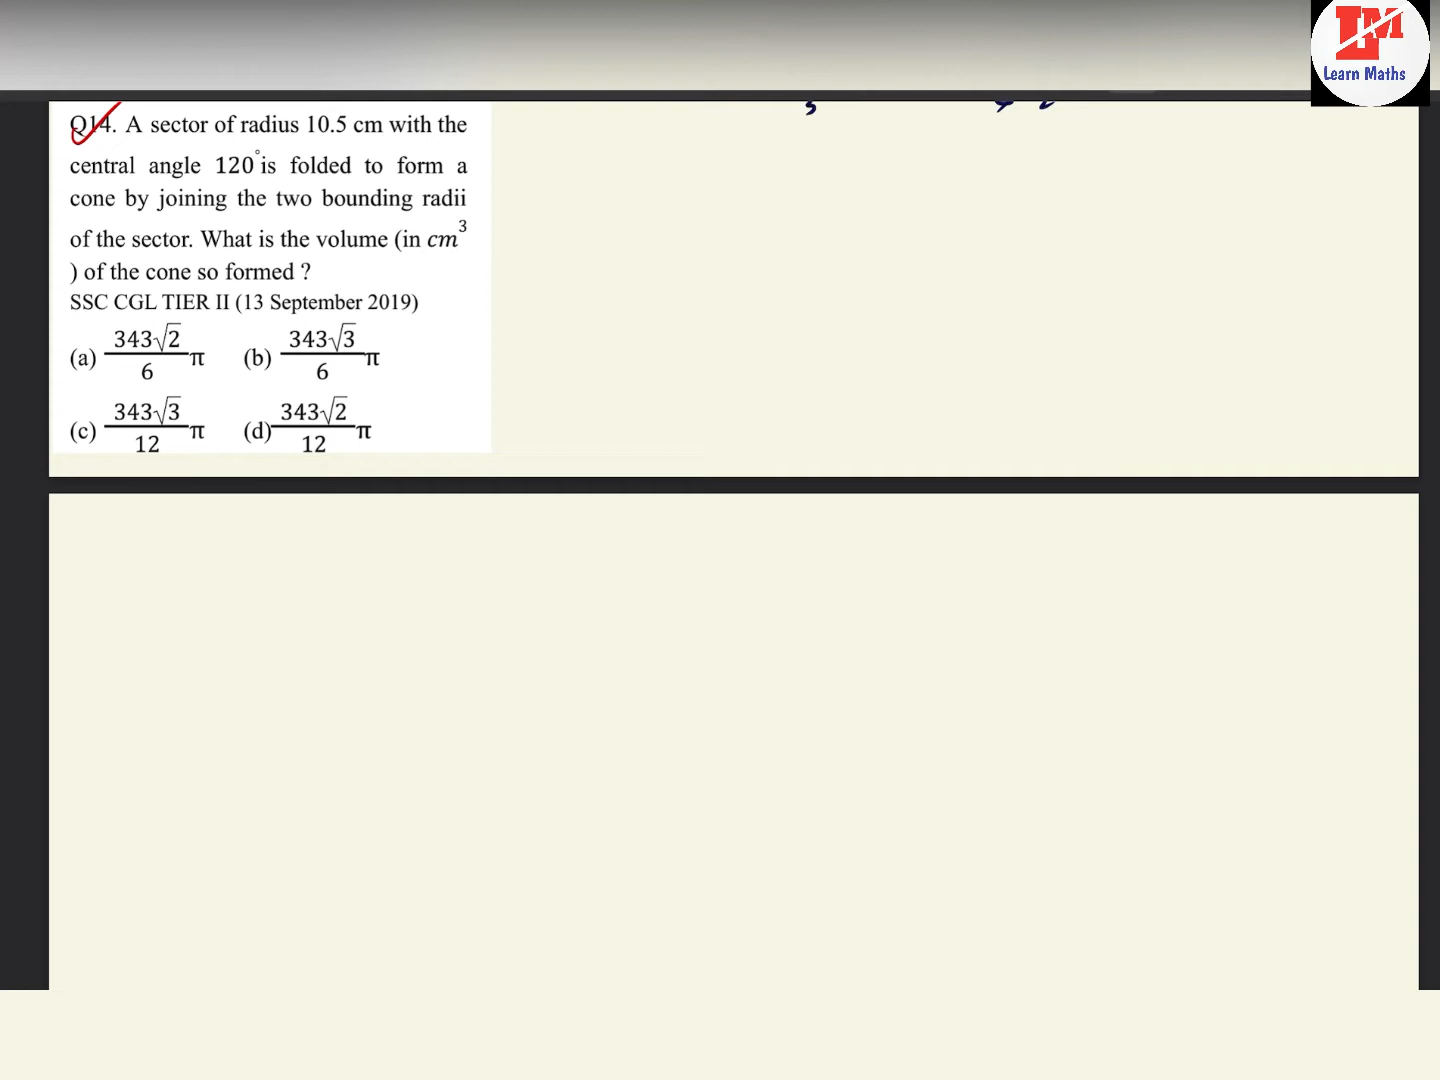 LM
Learn Maths
Q14. A sector of radius 10.5 cm with the
central angle 120° is folded to form a
cone by joining the two bounding radii
of the sector. What is the volume (in cm³
) of the cone so formed ?
SSC CGL TIER II (13 September 2019)
(a) 343√2/6 π (b) 343√3/6 π
(c) 343√3/12 π (d) 343√2/12 π